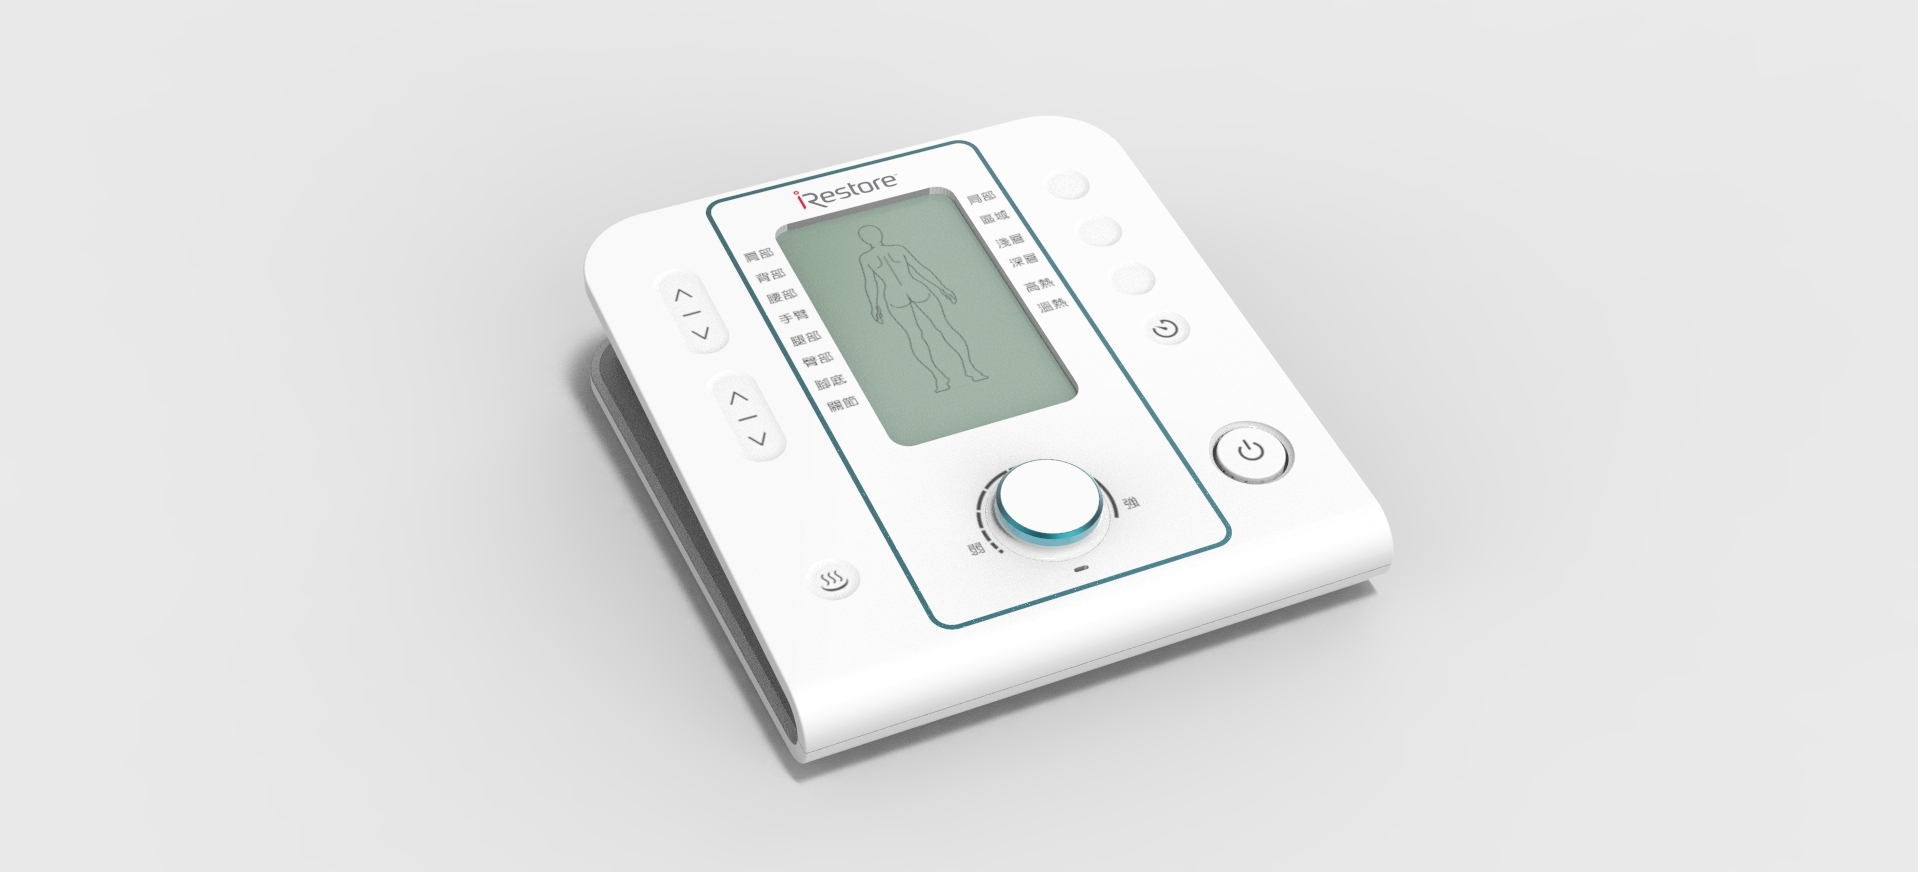 iRestore
肩部
背部
腰部
手臂
腿部
臀部
腳底
關節
局部
區域
淺層
深層
高熱
溫熱
弱
強